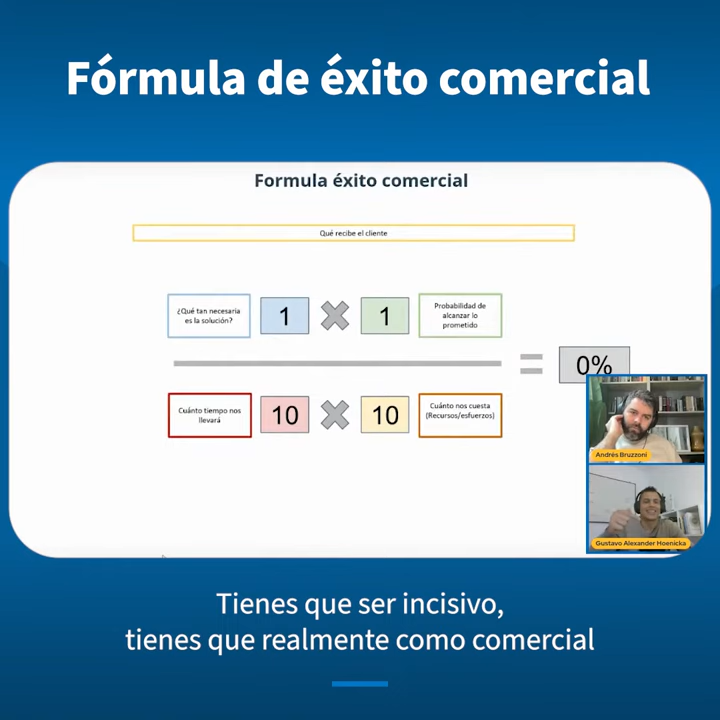 Fórmula de éxito comercial
Formula éxito comercial
Qué recibe el cliente
¿Qué tan necesaria
es la solución?
1
1
Probabilidad de
alcanzar lo
prometido
=
0%
Cuánto tiempo nos
llevará
10
10
Cuánto nos cuesta
(Recursos/esfuerzos)
Andrés Bruzzoni
Gustavo Alexander Hoenicka
Tienes que ser incisivo,
tienes que realmente como comercial